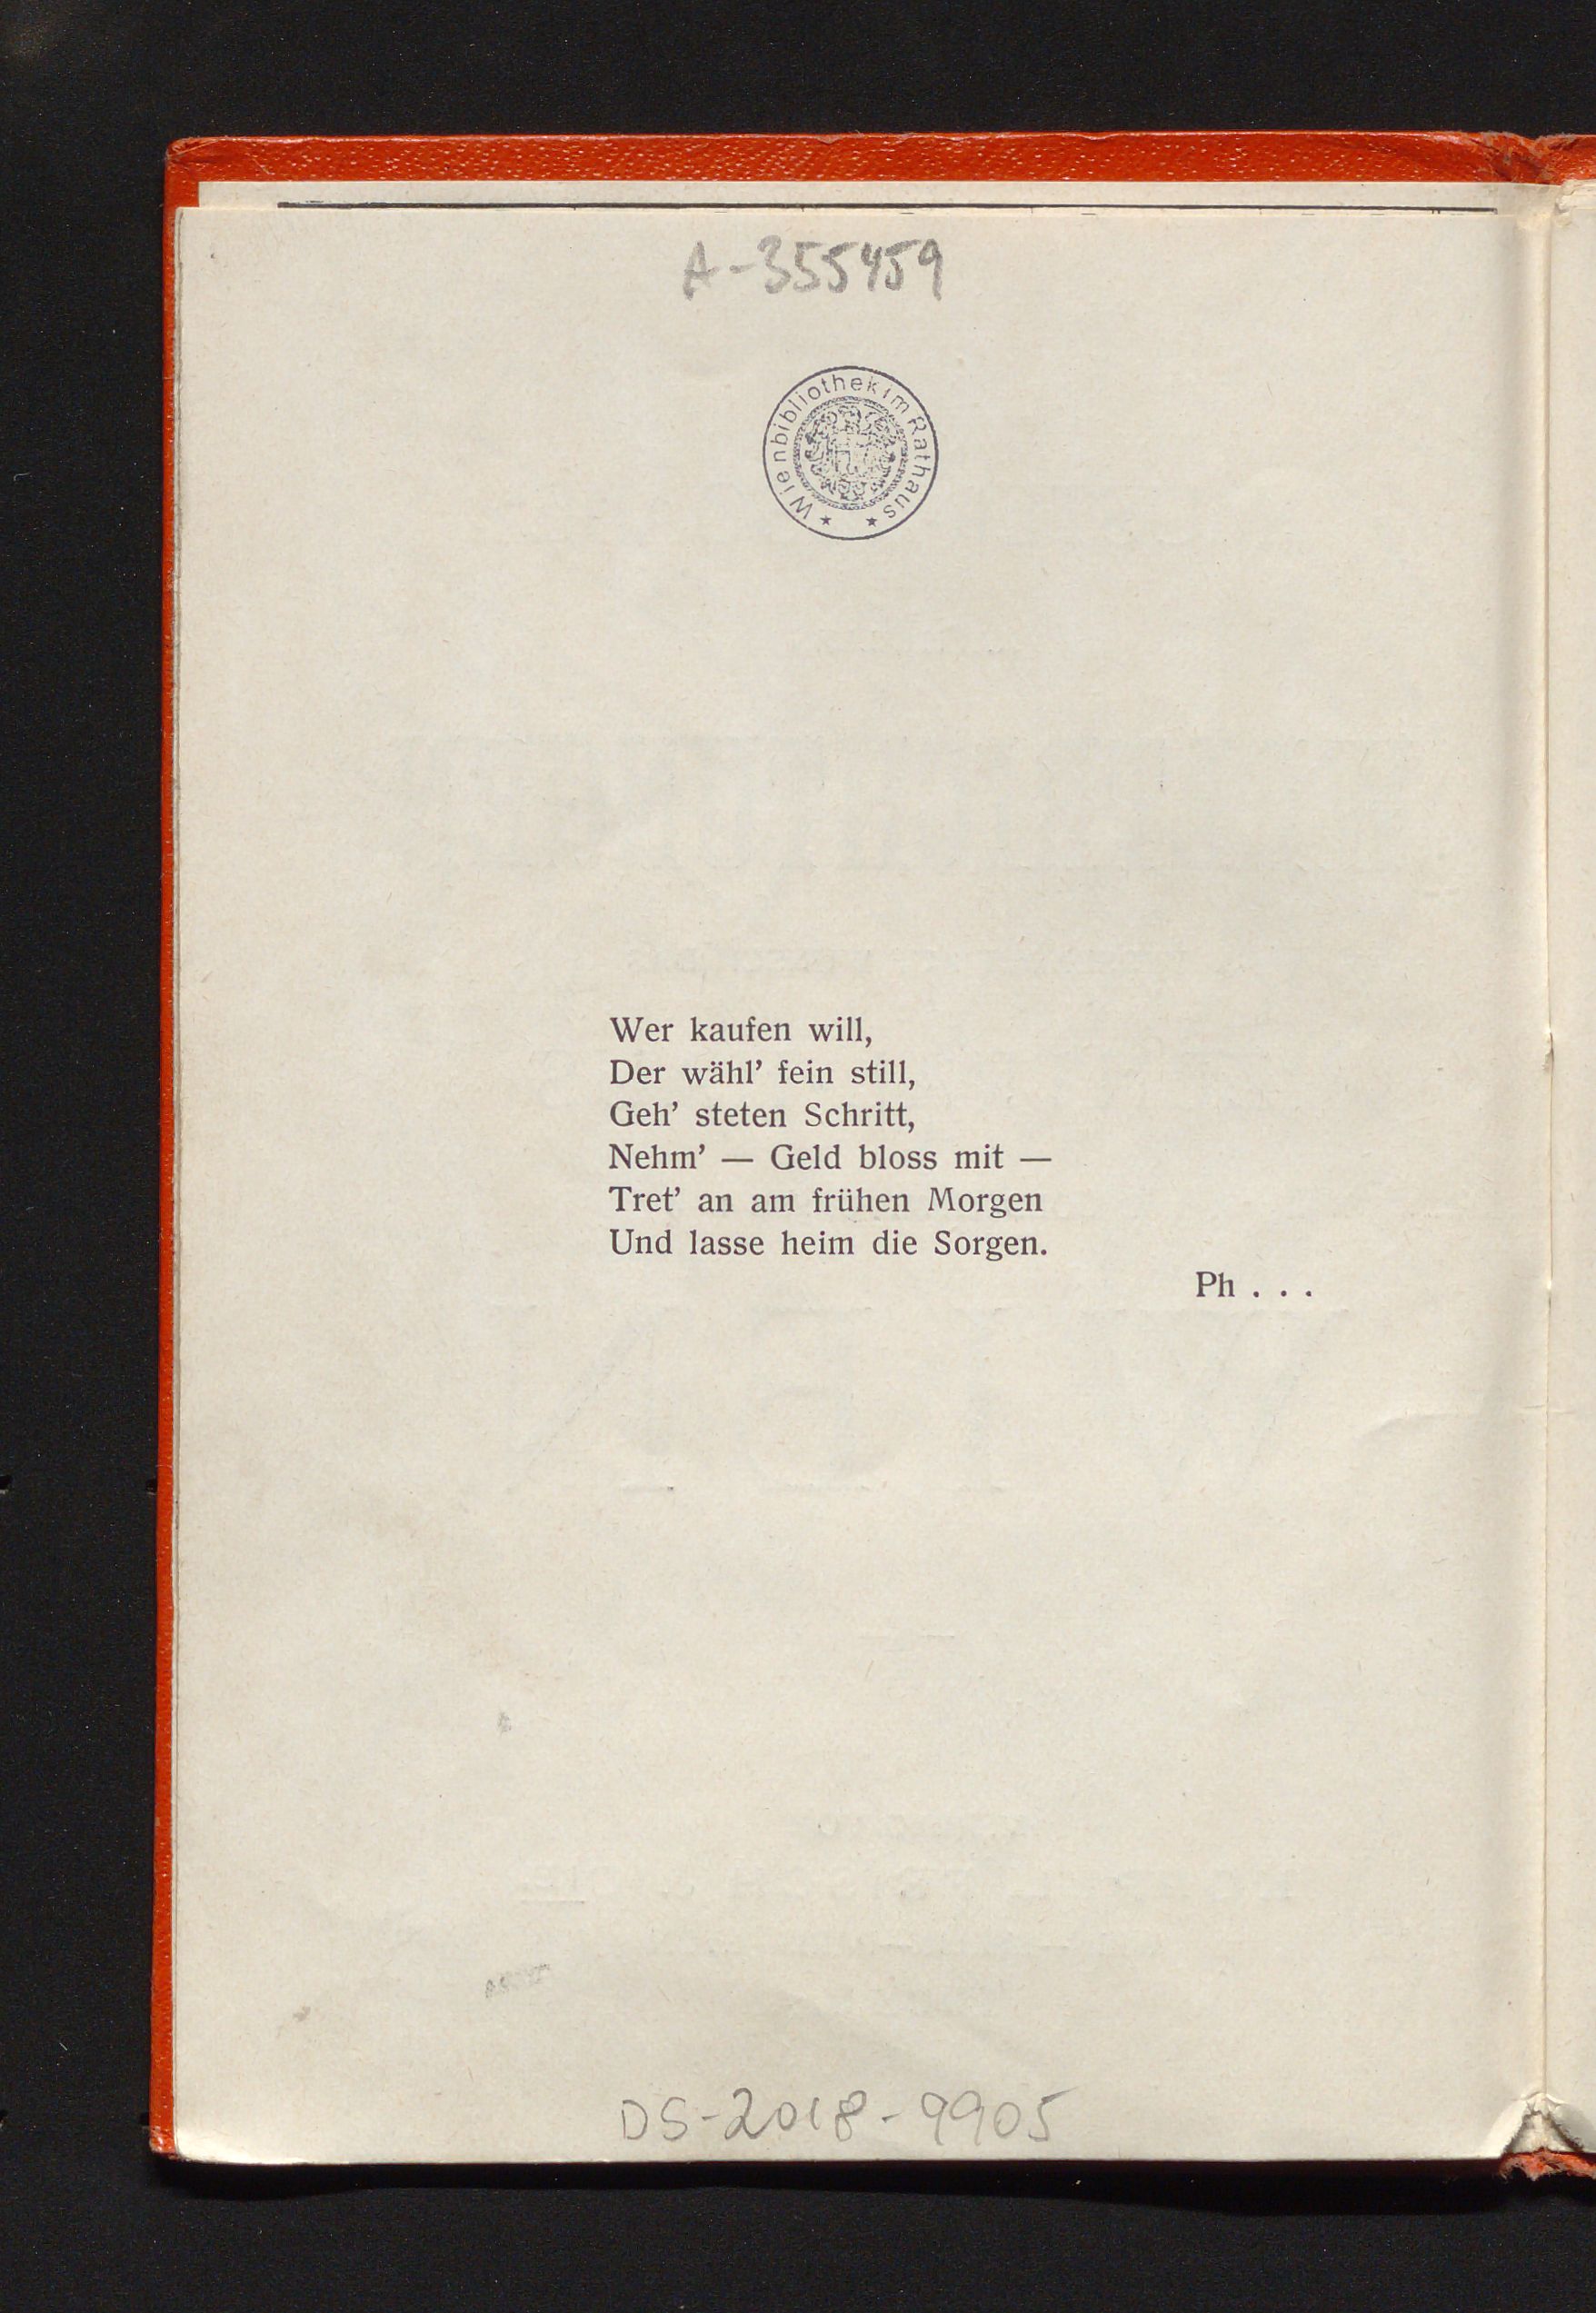 A-355459
Wienbibliothek im Rathaus
Wer kaufen will,
Der wähl’ fein still,
Geh’ steten Schritt,
Nehm’ — Geld bloss mit —
Tret’ an am frühen Morgen
Und lasse heim die Sorgen.
Ph . . .
DS-2018-9905